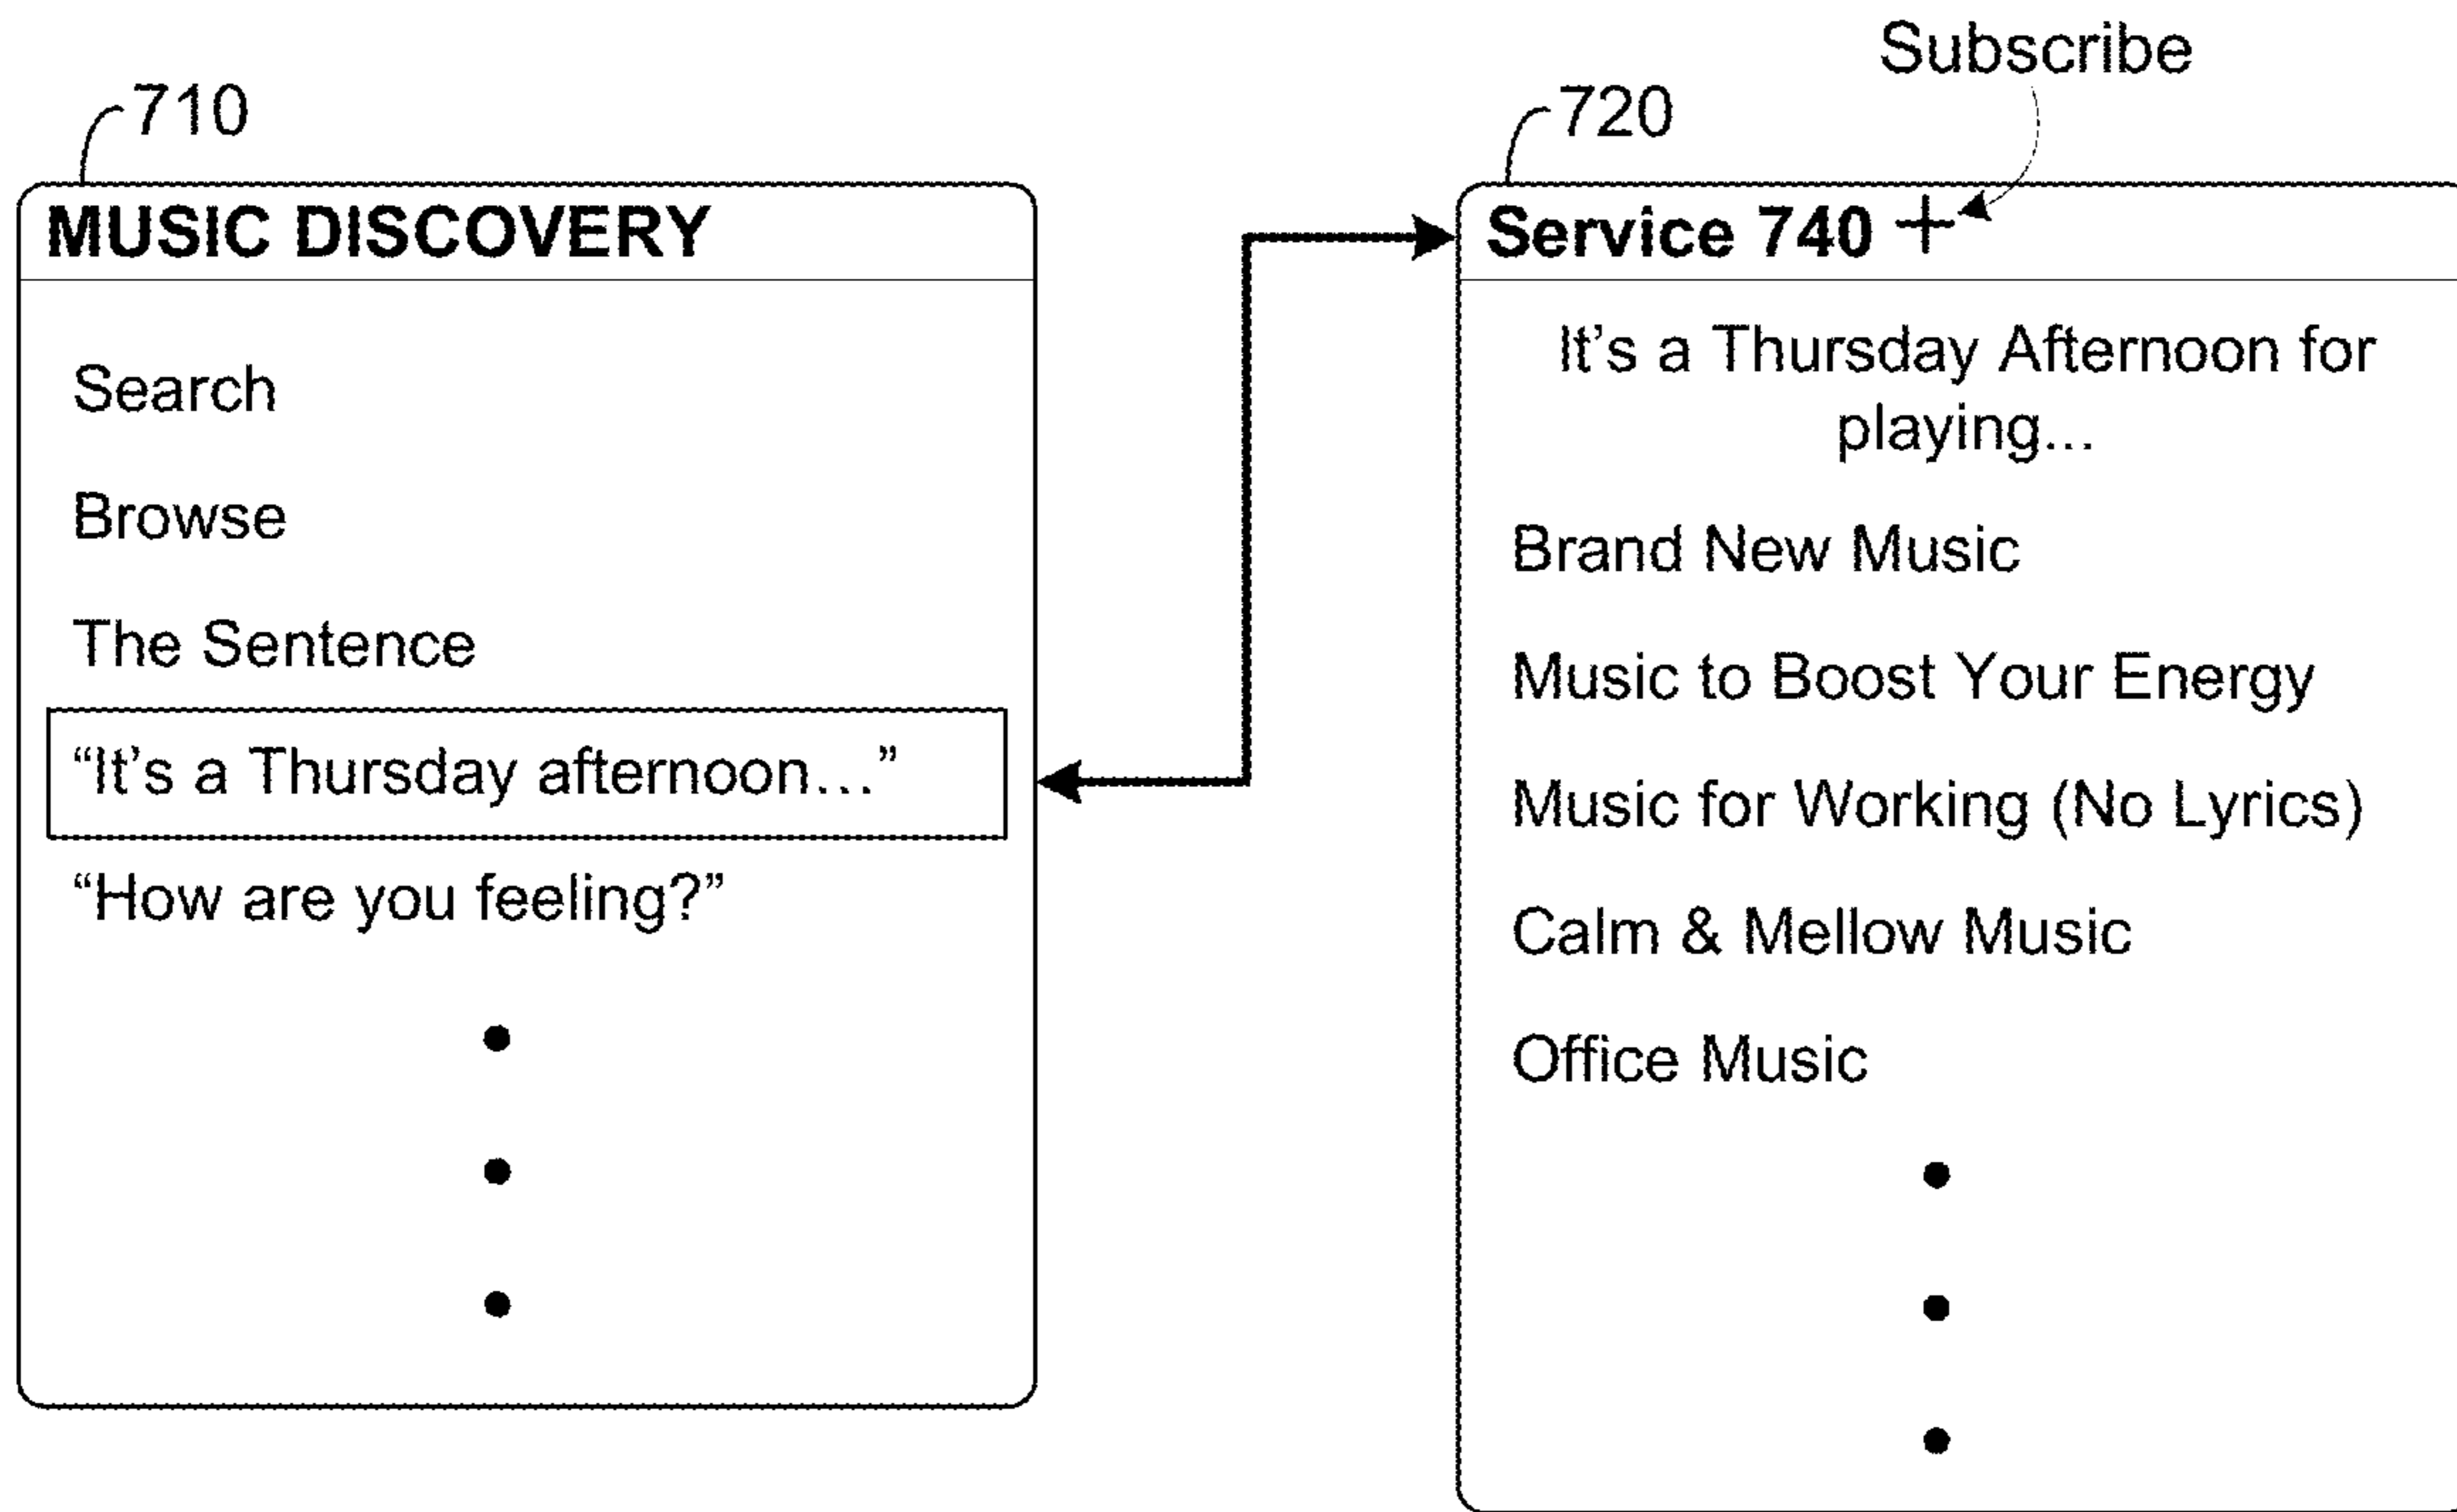 710
MUSIC DISCOVERY
Search
Browse
The Sentence
“It’s a Thursday afternoon...”
“How are you feeling?”
Subscribe
720
Service 740 +
It’s a Thursday Afternoon for
playing...
Brand New Music
Music to Boost Your Energy
Music for Working (No Lyrics)
Calm & Mellow Music
Office Music